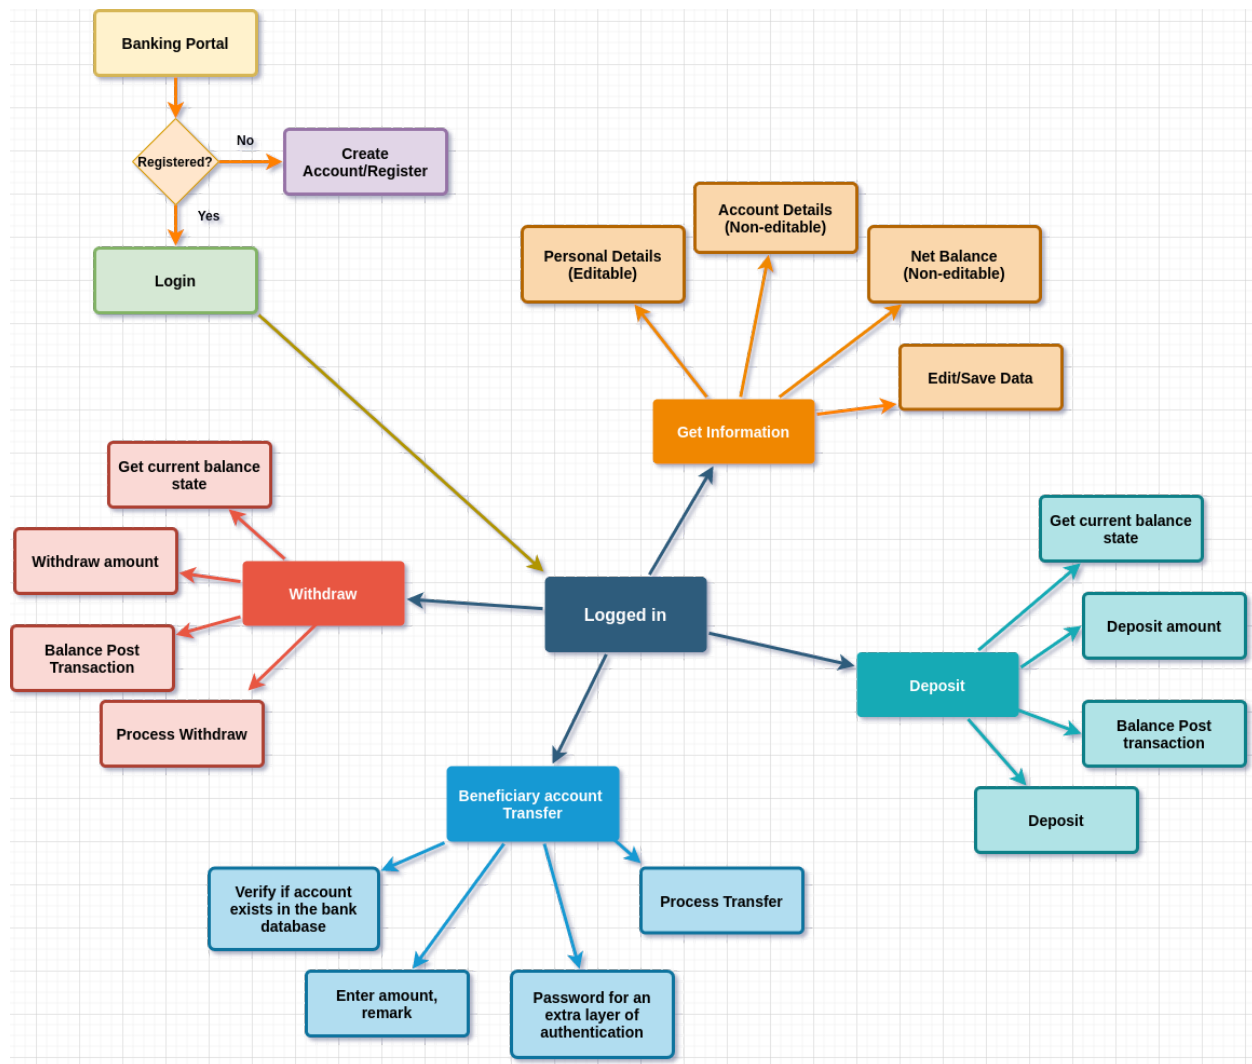 Banking Portal
Registered?
No
Create
Account/Register
Yes
Login
Account Details
(Non-editable)
Personal Details
(Editable)
Net Balance
(Non-editable)
Edit/Save Data
Get Information
Get current balance
state
Withdraw amount
Withdraw
Balance Post
Transaction
Process Withdraw
Logged in
Get current balance
state
Deposit amount
Deposit
Balance Post
transaction
Deposit
Beneficiary account
Transfer
Verify if account
exists in the bank
database
Process Transfer
Enter amount,
remark
Password for an
extra layer of
authentication